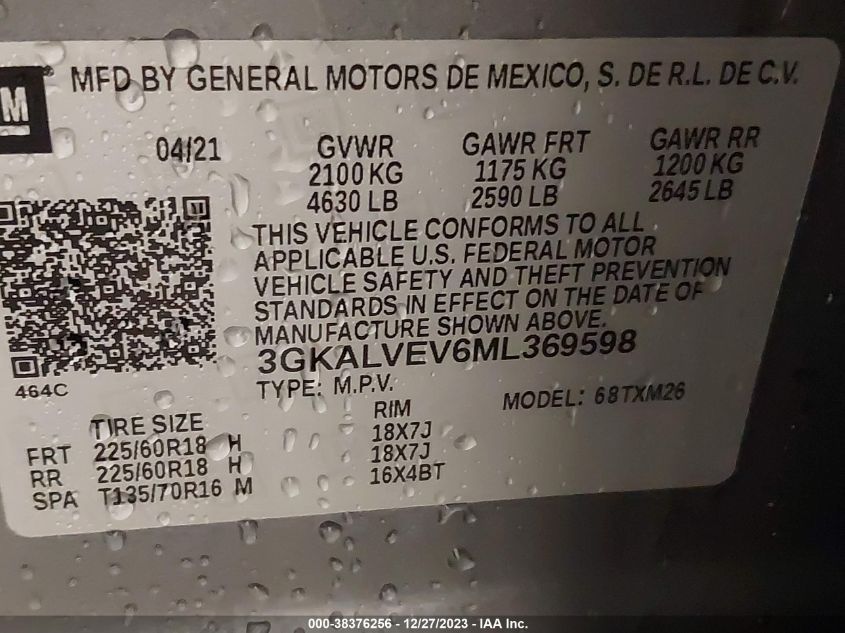 GM
MFD BY GENERAL MOTORS DE MEXICO, S. DE R.L. DE C.V.
04/21 GVWR GAWR FRT GAWR RR
2100 KG 1175 KG 1200 KG
4630 LB 2590 LB 2645 LB
THIS VEHICLE CONFORMS TO ALL
APPLICABLE U.S. FEDERAL MOTOR
VEHICLE SAFETY AND THEFT PREVENTION
STANDARDS IN EFFECT ON THE DATE OF
MANUFACTURE SHOWN ABOVE.
3GKALVEV6ML369598
464C
TYPE: M.P.V. MODEL: 68TXM26
TIRE SIZE RIM
FRT 225/60R18 H 18X7J
RR 225/60R18 H 18X7J
SPA T135/70R16 M 16X4BT
000-38376256 - 12/27/2023 - IAA Inc.